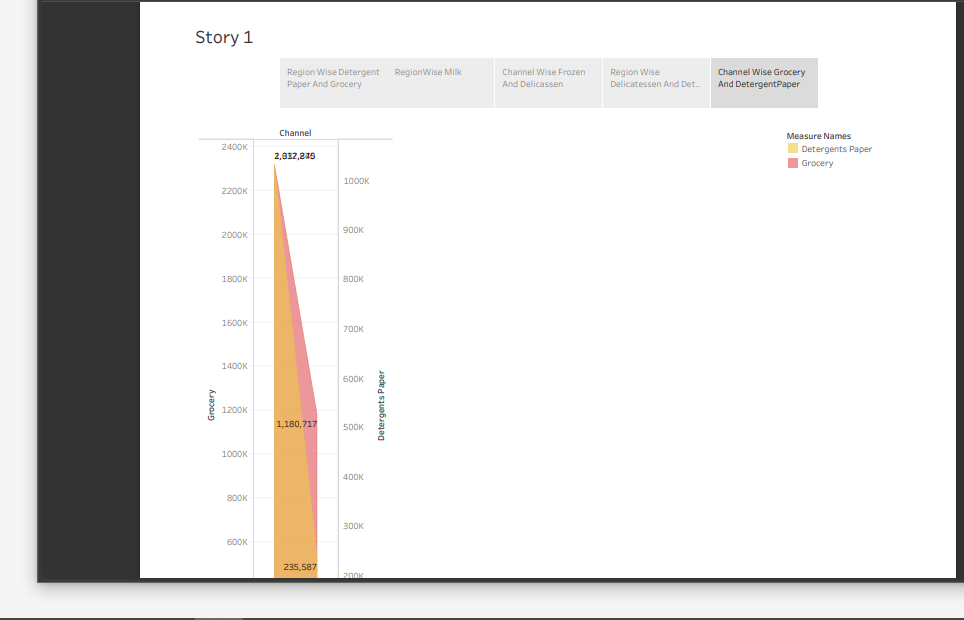 Story 1
Region Wise Detergent
Paper And Grocery
RegionWise Milk
Channel Wise Frozen
And Delicassen
Region Wise
Delicatessen And Det..
Channel Wise Grocery
And DetergentPaper
Channel
Measure Names
Detergents Paper
Grocery
2400K
2200K
2000K
1800K
1600K
1400K
1200K
1000K
800K
600K
Grocery
1,180,717
235,587
1000K
900K
800K
700K
600K
500K
400K
300K
200K
Detergents Paper